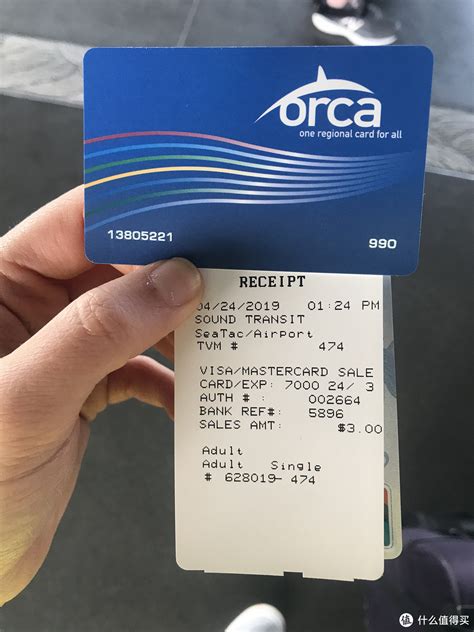 orca
one regional card for all
13805221 990
RECEIPT
04/24/2019 01:24 PM
SOUND TRANSIT
SeaTac/Airport
TVM # 474
VISA/MASTERCARD SALE
CARD/EXP: 7000 24/ 3
AUTH # : 002664
BANK REF#: 5896
SALES AMT: $3.00
Adult
Adult Single
# 628019- 474
值 什么值得买